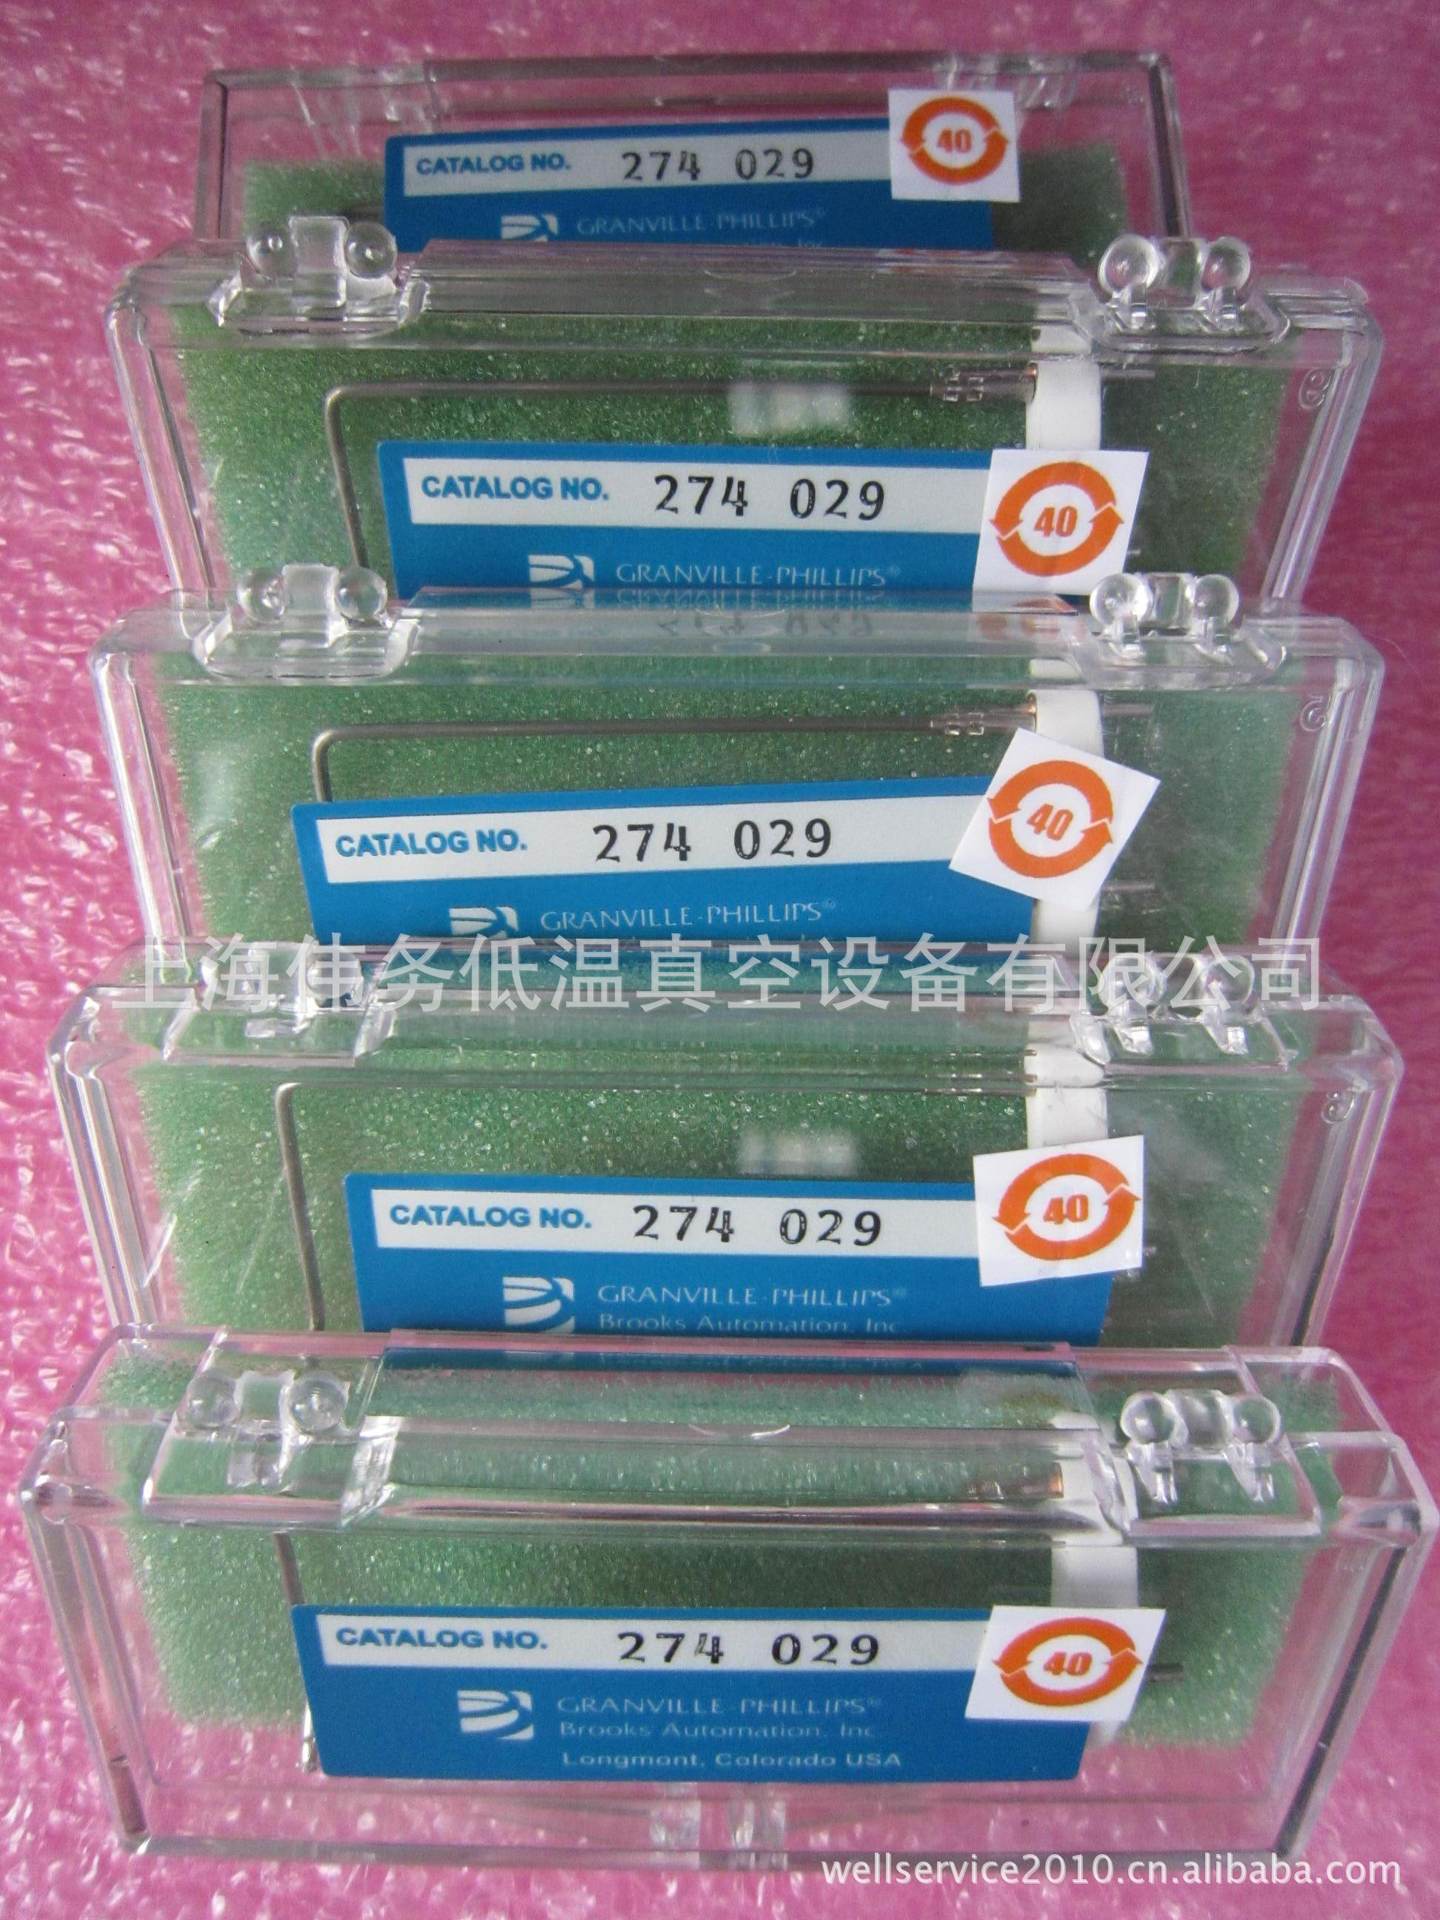 CATALOG NO. 274 029
40
GRANVILLE-PHILLIPS®
CATALOG NO. 274 029
40
GRANVILLE-PHILLIPS®
CATALOG NO. 274 029
40
GRANVILLE-PHILLIPS®
上海伟务低温真空设备有限公司
CATALOG NO. 274 029
40
GRANVILLE-PHILLIPS®
Brooks Automation, Inc
CATALOG NO. 274 029
40
GRANVILLE-PHILLIPS®
Brooks Automation, Inc
Longmont, Colorado USA
wellservice2010.cn.alibaba.com